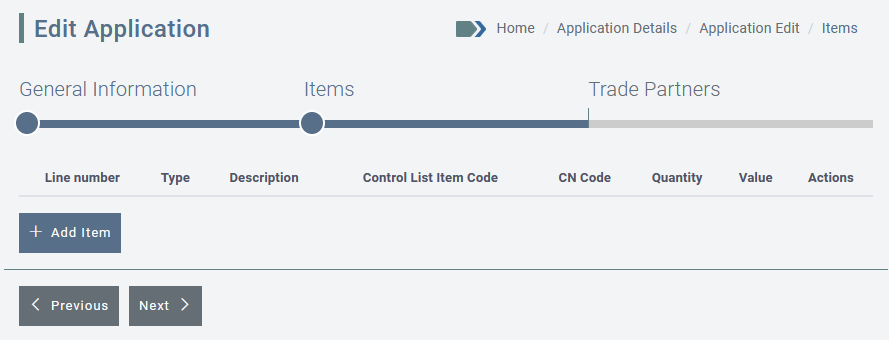 Edit Application
Home / Application Details / Application Edit / Items
General Information Items Trade Partners
Line number Type Description Control List Item Code CN Code Quantity Value Actions
+ Add Item
Previous Next